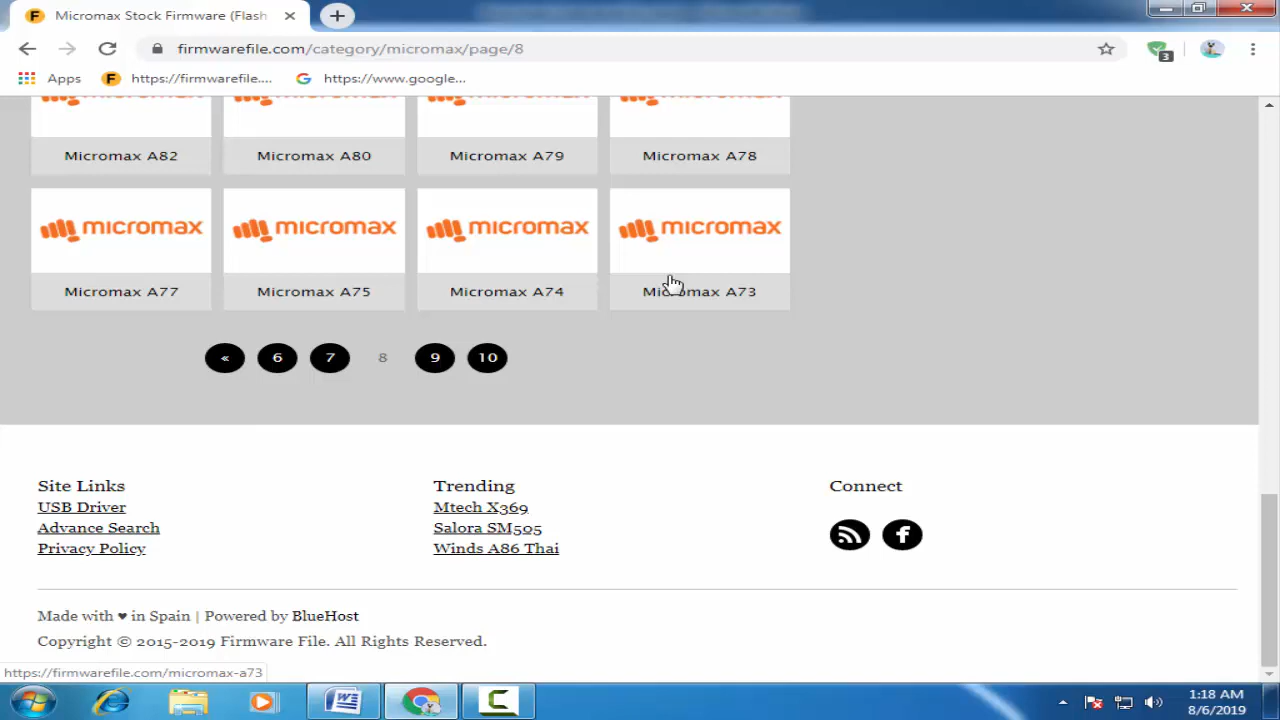 Micromax Stock Firmware (Flash
firmwarefile.com/category/micromax/page/8
3
Apps https://firmwarefile.... https://www.google...
Micromax A82 Micromax A80 Micromax A79 Micromax A78
micromax micromax micromax micromax
Micromax A77 Micromax A75 Micromax A74 Micromax A73
« 6 7 8 9 10
Site Links Trending Connect
USB Driver Mtech X369
Advance Search Salora SM505
Privacy Policy Winds A86 Thai
Made with ♥ in Spain | Powered by BlueHost
Copyright © 2015-2019 Firmware File. All Rights Reserved.
https://firmwarefile.com/micromax-a73
1:18 AM
8/6/2019